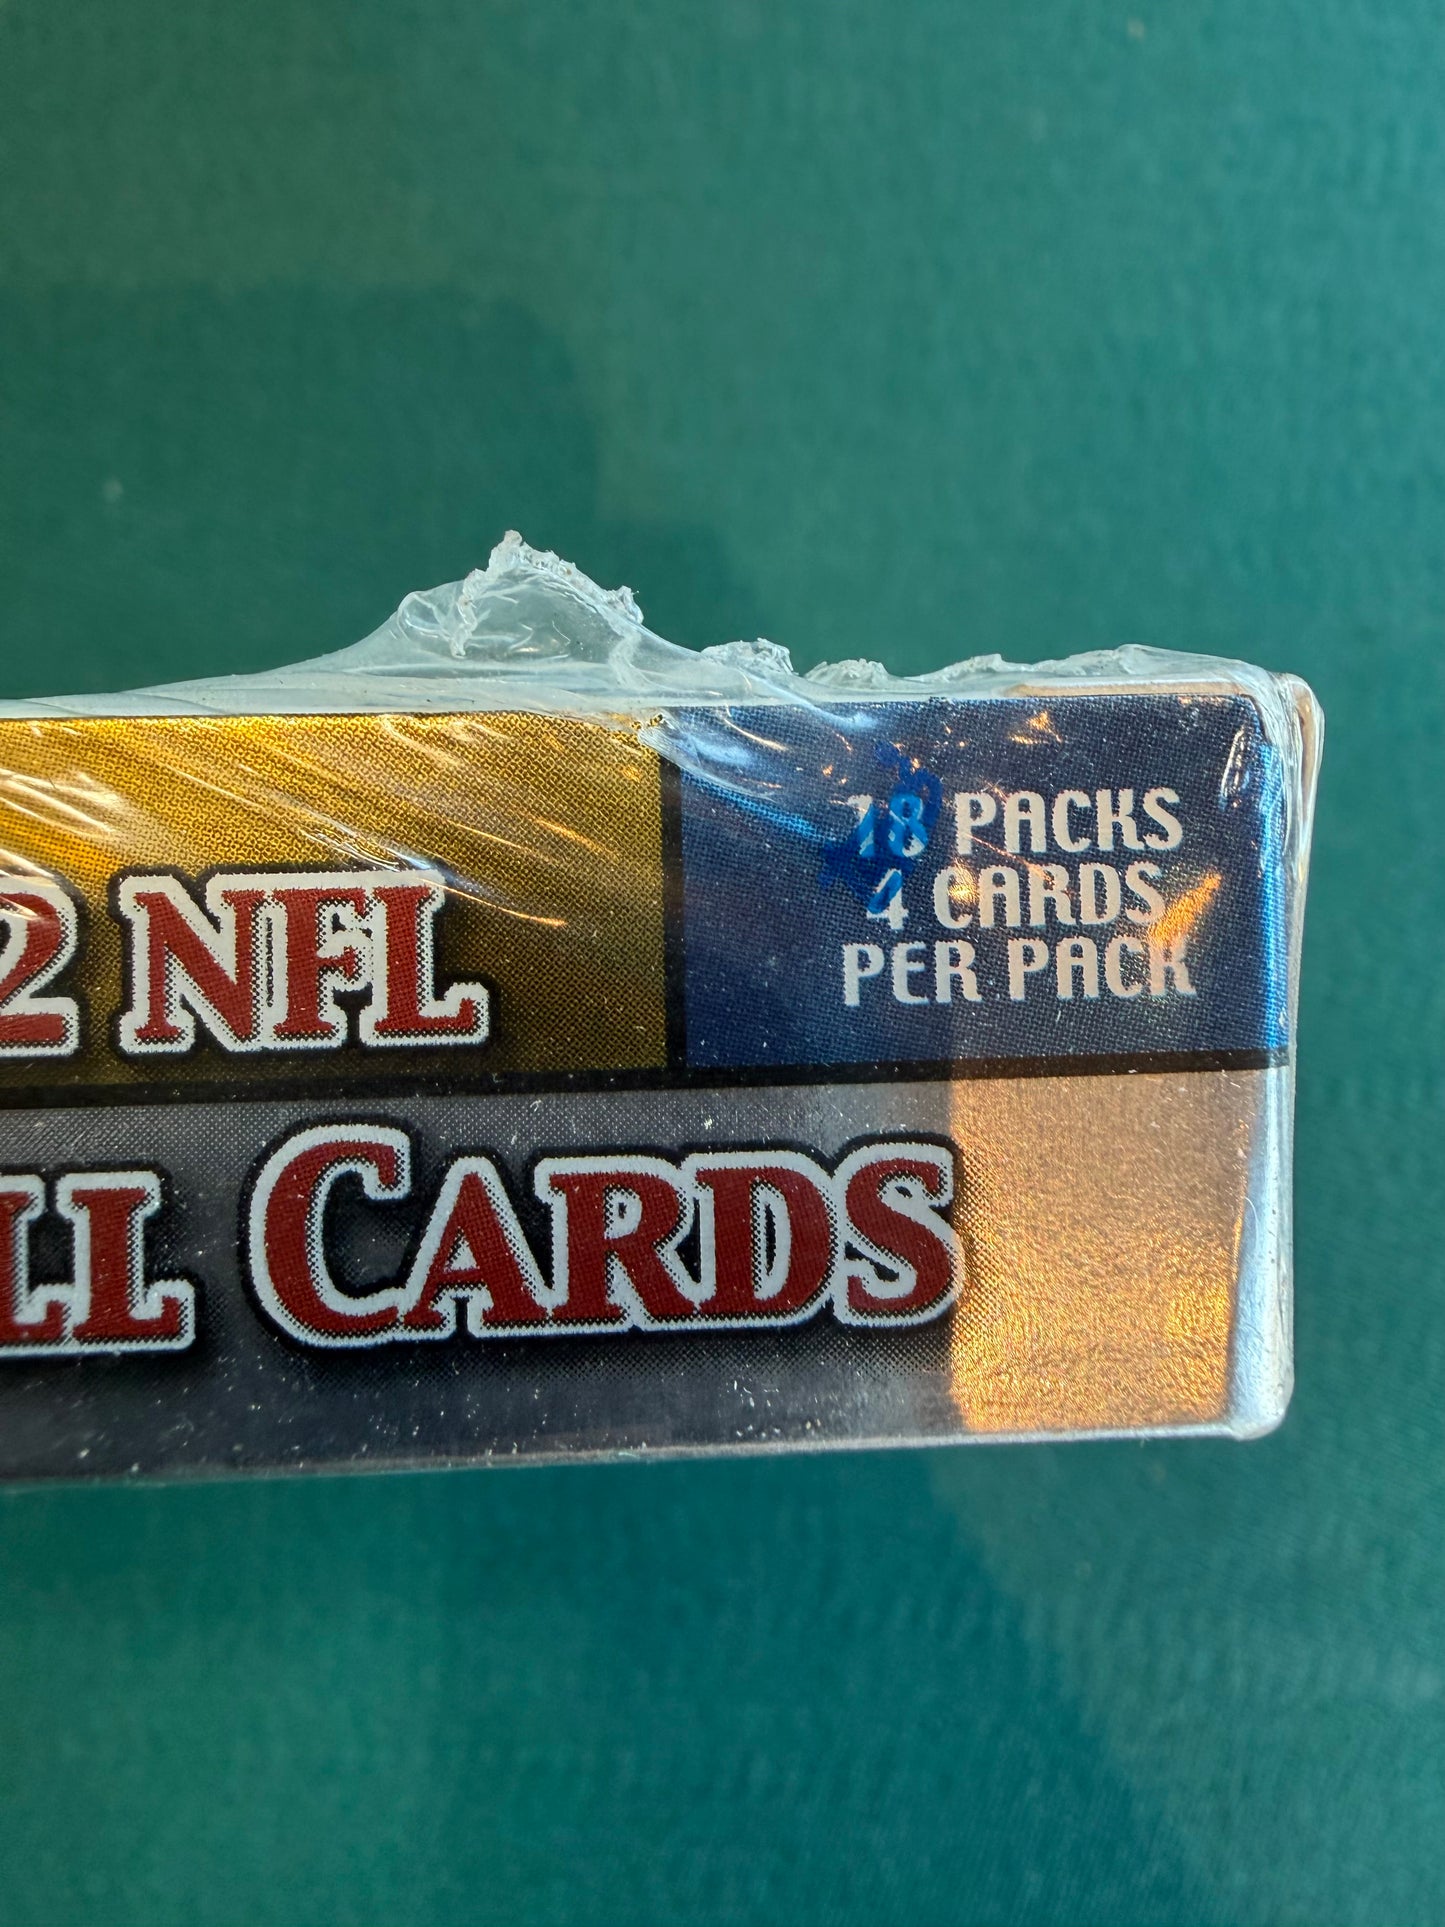 2 NFL
18 PACKS
4 CARDS
PER PACK
LL CARDS